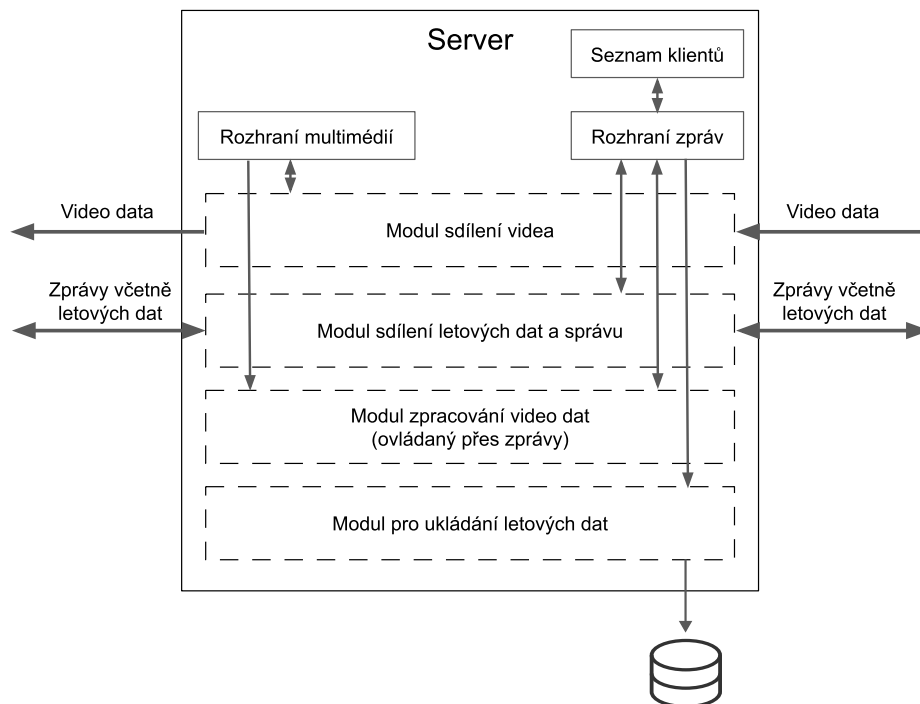 Server
Seznam klientů
Rozhraní multimédií
Rozhraní zpráv
Video data
Modul sdílení videa
Video data
Zprávy včetně
letových dat
Modul sdílení letových dat a správu
Zprávy včetně
letových dat
Modul zpracování video dat
(ovládaný přes zprávy)
Modul pro ukládání letových dat